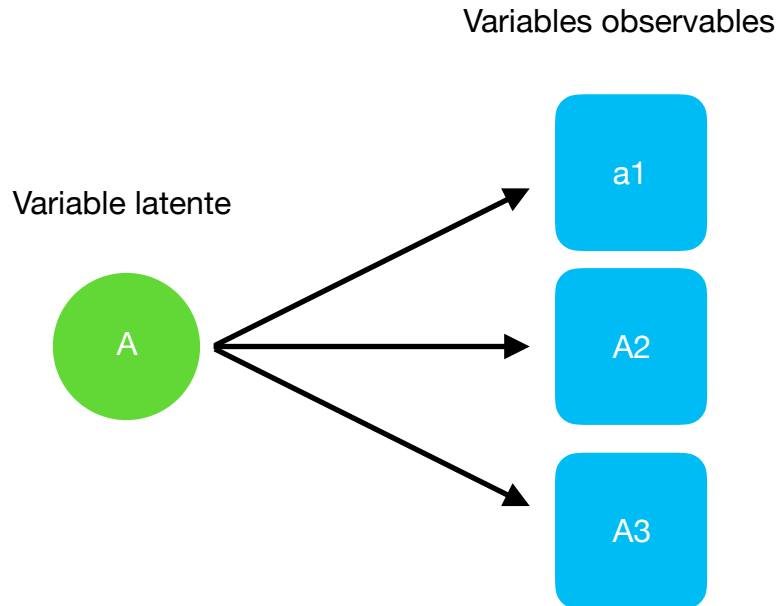 Variables observables
a1
Variable latente
A
A2
A3